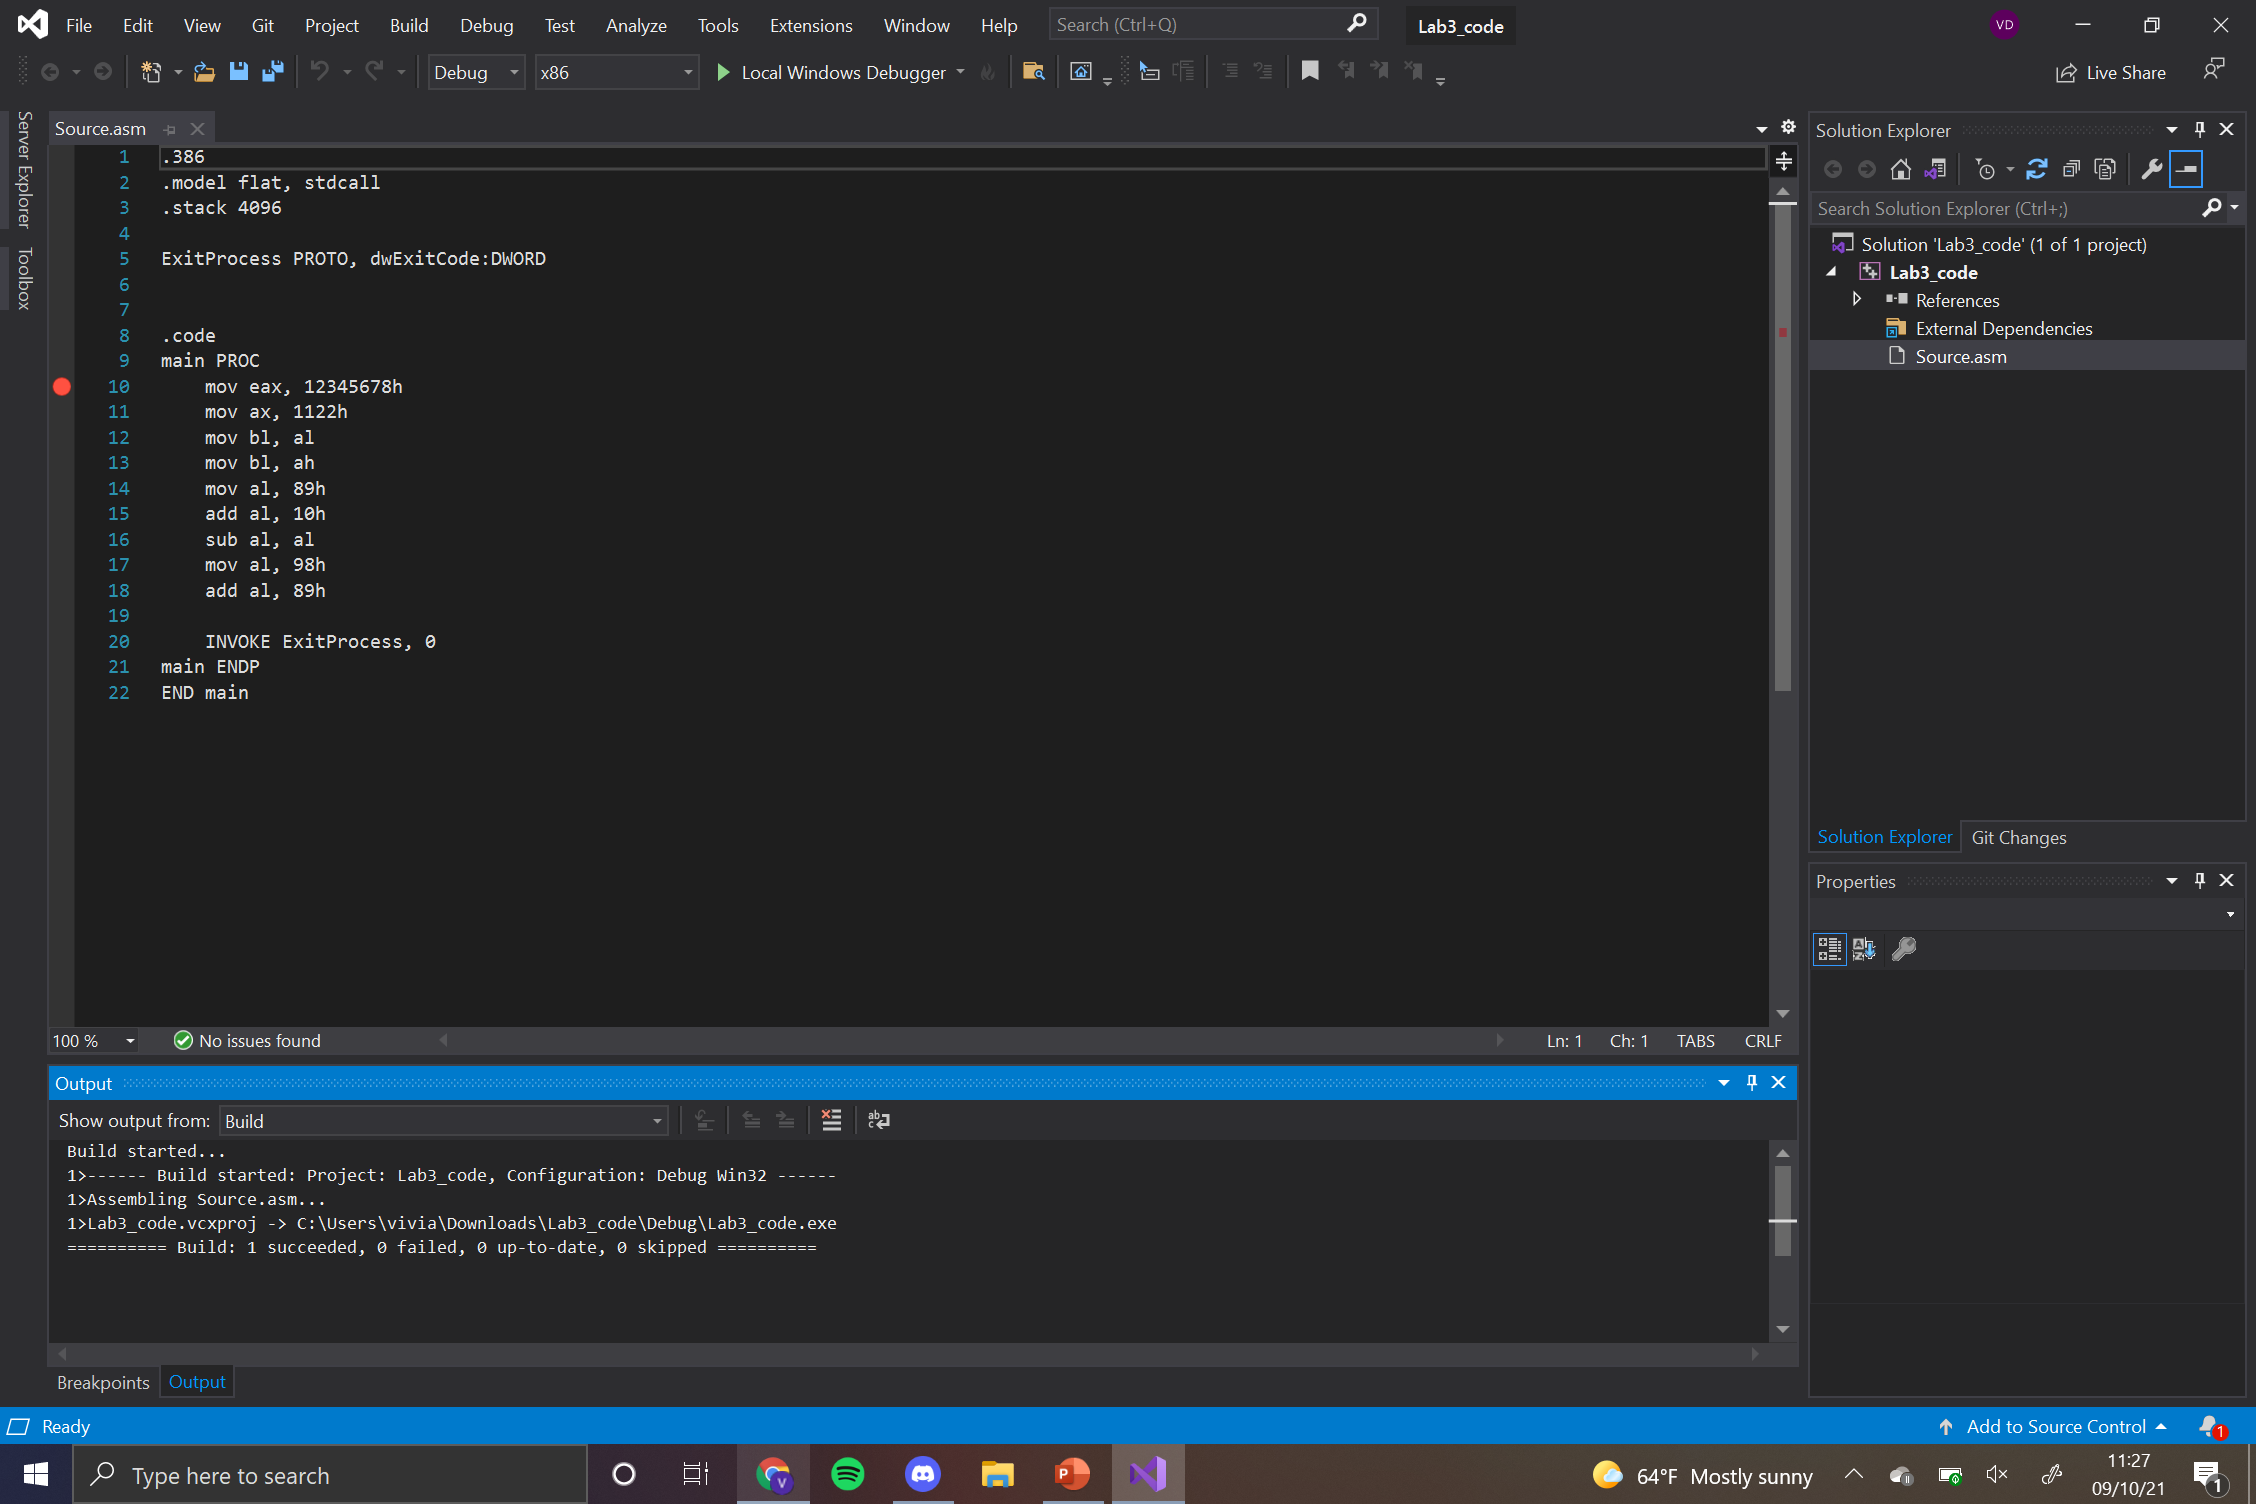 File Edit View Git Project Build Debug Test Analyze Tools Extensions Window Help Search (Ctrl+Q) Lab3_code VD
Debug x86 Local Windows Debugger Live Share
Server Explorer
Toolbox
Source.asm
1 .386
2 .model flat, stdcall
3 .stack 4096
4
5 ExitProcess PROTO, dwExitCode:DWORD
6
7
8 .code
9 main PROC
10 mov eax, 12345678h
11 mov ax, 1122h
12 mov bl, al
13 mov bl, ah
14 mov al, 89h
15 add al, 10h
16 sub al, al
17 mov al, 98h
18 add al, 89h
19
20 INVOKE ExitProcess, 0
21 main ENDP
22 END main
100 % No issues found Ln: 1 Ch: 1 TABS CRLF
Output
Show output from: Build
Build started...
1>------ Build started: Project: Lab3_code, Configuration: Debug Win32 ------
1>Assembling Source.asm...
1>Lab3_code.vcxproj -> C:\Users\vivia\Downloads\Lab3_code\Debug\Lab3_code.exe
========== Build: 1 succeeded, 0 failed, 0 up-to-date, 0 skipped ==========
Breakpoints Output
Solution Explorer
Search Solution Explorer (Ctrl+;)
Solution 'Lab3_code' (1 of 1 project)
Lab3_code
References
External Dependencies
Source.asm
Solution Explorer Git Changes
Properties
Ready Add to Source Control 1
Type here to search V P 64°F Mostly sunny 11:27
09/10/21 1